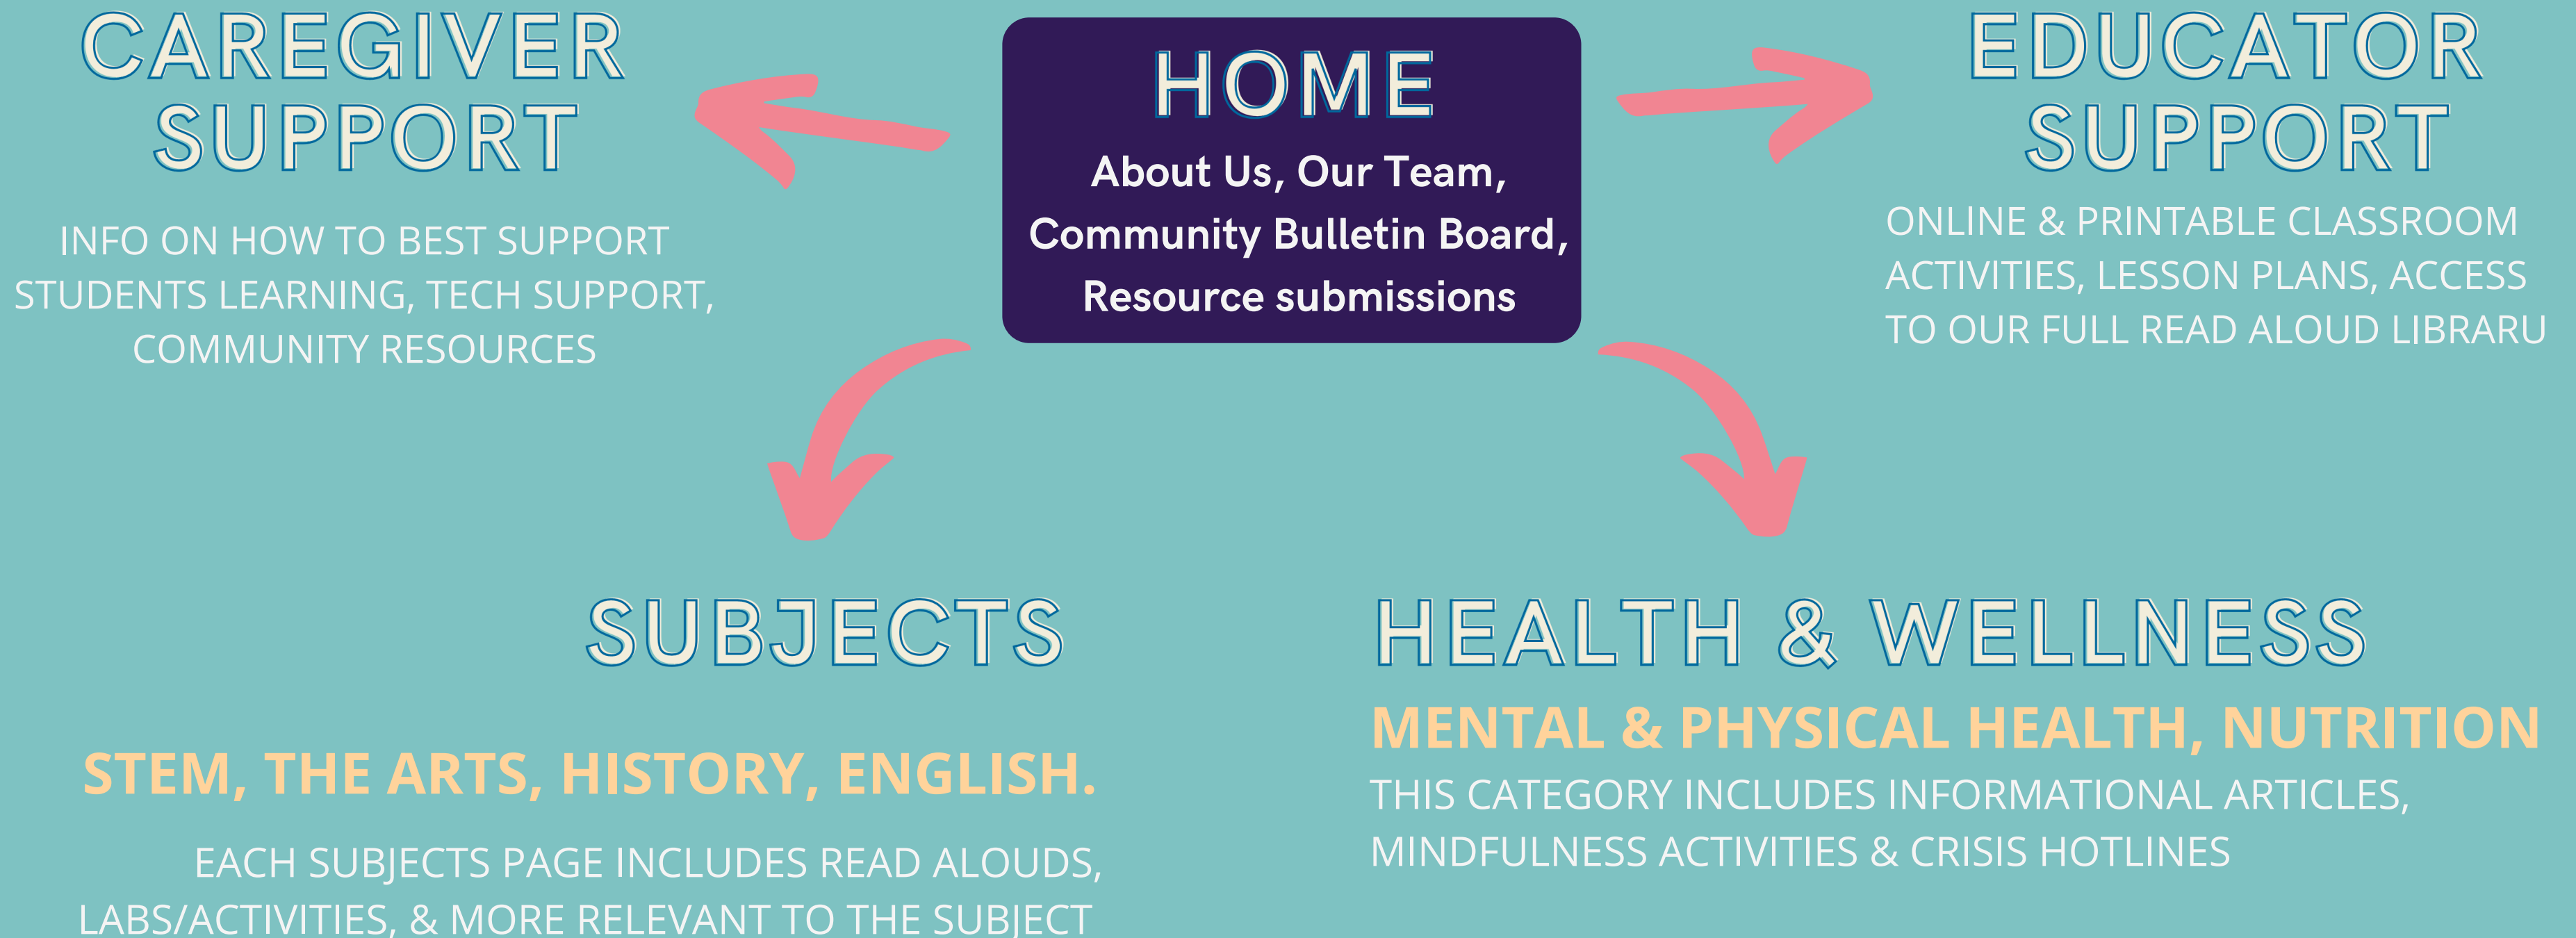 CAREGIVER
SUPPORT
INFO ON HOW TO BEST SUPPORT
STUDENTS LEARNING, TECH SUPPORT,
COMMUNITY RESOURCES
HOME
About Us, Our Team,
Community Bulletin Board,
Resource submissions
EDUCATOR
SUPPORT
ONLINE & PRINTABLE CLASSROOM
ACTIVITIES, LESSON PLANS, ACCESS
TO OUR FULL READ ALOUD LIBRARU
SUBJECTS
STEM, THE ARTS, HISTORY, ENGLISH.
EACH SUBJECTS PAGE INCLUDES READ ALOUDS,
LABS/ACTIVITIES, & MORE RELEVANT TO THE SUBJECT
HEALTH & WELLNESS
MENTAL & PHYSICAL HEALTH, NUTRITION
THIS CATEGORY INCLUDES INFORMATIONAL ARTICLES,
MINDFULNESS ACTIVITIES & CRISIS HOTLINES